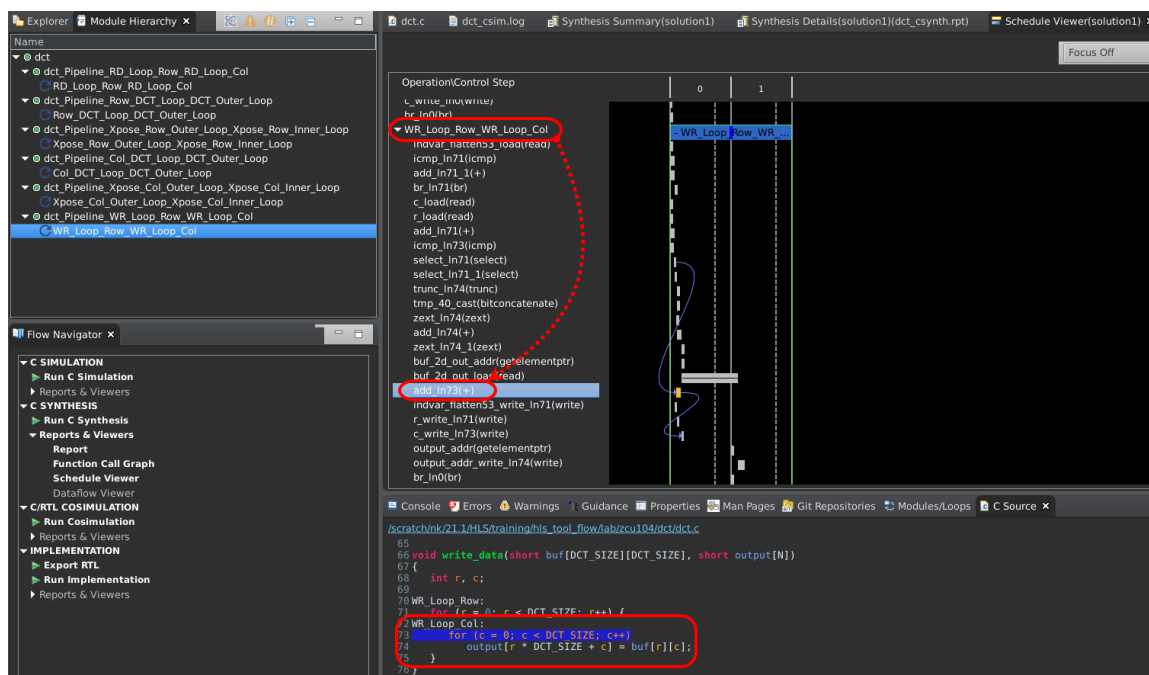 Explorer Module Hierarchy
Name
dct
dct_Pipeline_RD_Loop_Row_RD_Loop_Col
RD_Loop_Row_RD_Loop_Col
dct_Pipeline_Row_DCT_Loop_DCT_Outer_Loop
Row_DCT_Loop_DCT_Outer_Loop
dct_Pipeline_Xpose_Row_Outer_Loop_Xpose_Row_Inner_Loop
Xpose_Row_Outer_Loop_Xpose_Row_Inner_Loop
dct_Pipeline_Col_DCT_Loop_DCT_Outer_Loop
Col_DCT_Loop_DCT_Outer_Loop
dct_Pipeline_Xpose_Col_Outer_Loop_Xpose_Col_Inner_Loop
Xpose_Col_Outer_Loop_Xpose_Col_Inner_Loop
dct_Pipeline_WR_Loop_Row_WR_Loop_Col
WR_Loop_Row_WR_Loop_Col
Flow Navigator
C SIMULATION
Run C Simulation
Reports & Viewers
C SYNTHESIS
Run C Synthesis
Reports & Viewers
Report
Function Call Graph
Schedule Viewer
Dataflow Viewer
C/RTL COSIMULATION
Run Cosimulation
Reports & Viewers
IMPLEMENTATION
Export RTL
Run Implementation
Reports & Viewers
dct.c dct_csim.log Synthesis Summary(solution1) Synthesis Details(solution1)(dct_csynth.rpt) Schedule Viewer(solution1)
Focus Off
Operation\Control Step 0 1
c_write_ln0(write)
br_ln0(br)
WR_Loop_Row_WR_Loop_Col - WR_Loop_Row_WR_...
indvar_flatten53_load(read)
icmp_ln71(icmp)
add_ln71_1(+)
br_ln71(br)
c_load(read)
r_load(read)
add_ln71(+)
icmp_ln73(icmp)
select_ln71(select)
select_ln71_1(select)
trunc_ln74(trunc)
tmp_40_cast(bitconcatenate)
zext_ln74(zext)
add_ln74(+)
zext_ln74_1(zext)
buf_2d_out_addr(getelementptr)
buf_2d_out_load(read)
add_ln73(+)
indvar_flatten53_write_ln71(write)
r_write_ln71(write)
c_write_ln73(write)
output_addr(getelementptr)
output_addr_write_ln74(write)
br_ln0(br)
Console Errors Warnings Guidance Properties Man Pages Git Repositories Modules/Loops C Source
/scratch/nk/21.1/HLS/training/hls_tool_flow/lab/zcu104/dct/dct.c
65
66 void write_data(short buf[DCT_SIZE][DCT_SIZE], short output[N])
67 {
68 int r, c;
69
70 WR_Loop_Row:
71 for (r = 0; r < DCT_SIZE; r++) {
72 WR_Loop_Col:
73 for (c = 0; c < DCT_SIZE; c++)
74 output[r * DCT_SIZE + c] = buf[r][c];
75 }
76 }